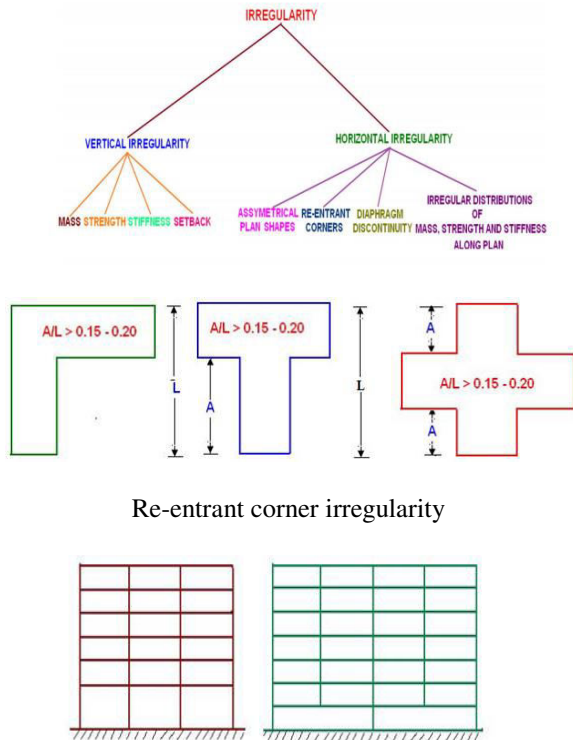 IRREGULARITY
VERTICAL IRREGULARITY
HORIZONTAL IRREGULARITY
MASS STRENGTH STIFFNESS SETBACK
ASSYMETRICAL
PLAN SHAPES
RE-ENTRANT
CORNERS
DIAPHRAGM
DISCONTINUITY
IRREGULAR DISTRIBUTIONS
OF
MASS, STRENGTH AND STIFFNESS
ALONG PLAN
A/L > 0.15 - 0.20
L
A/L > 0.15 - 0.20
A
L
A
A/L > 0.15 - 0.20
A
Re-entrant corner irregularity